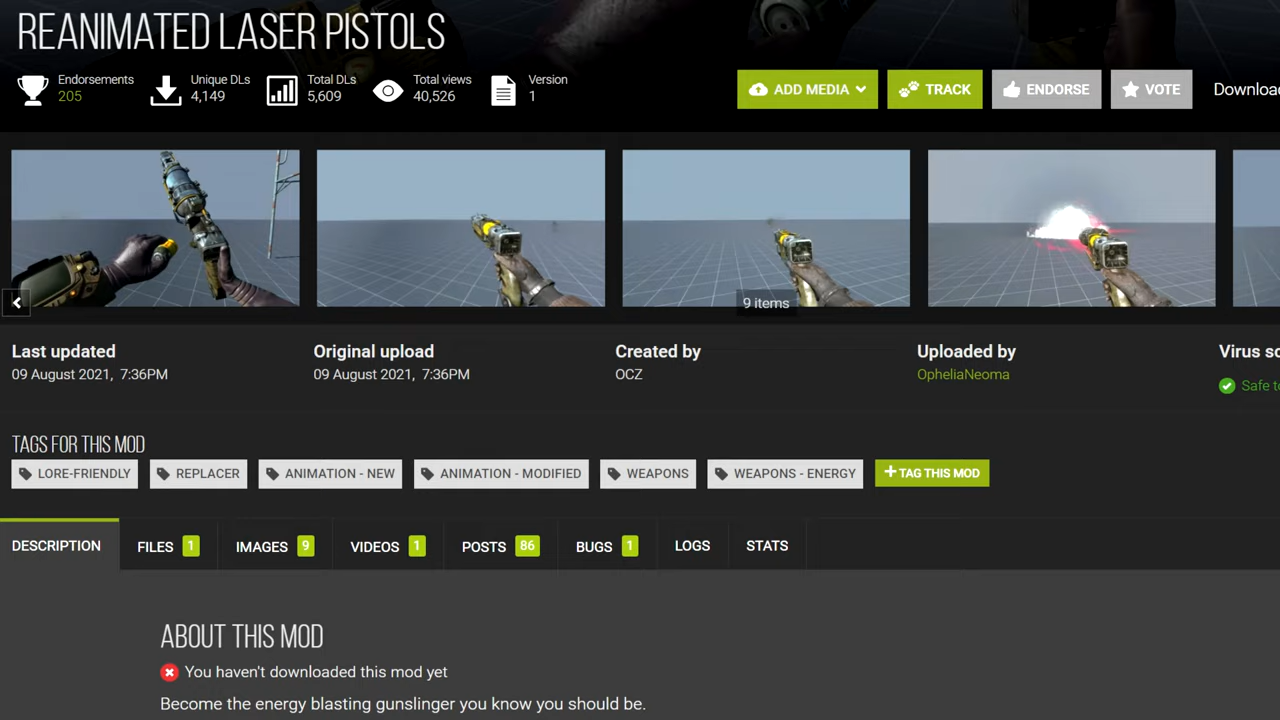 REANIMATED LASER PISTOLS
Endorsements
205
Unique DLs
4,149
Total DLs
5,609
Total views
40,526
Version
1
ADD MEDIA
TRACK
ENDORSE
VOTE
Downloa
9 items
Last updated
09 August 2021, 7:36PM
Original upload
09 August 2021, 7:36PM
Created by
OCZ
Uploaded by
OpheliaNeoma
Virus sc
Safe to
TAGS FOR THIS MOD
LORE-FRIENDLY
REPLACER
ANIMATION - NEW
ANIMATION - MODIFIED
WEAPONS
WEAPONS - ENERGY
+TAG THIS MOD
DESCRIPTION
FILES 1
IMAGES 9
VIDEOS 1
POSTS 86
BUGS 1
LOGS
STATS
ABOUT THIS MOD
You haven't downloaded this mod yet
Become the energy blasting gunslinger you know you should be.